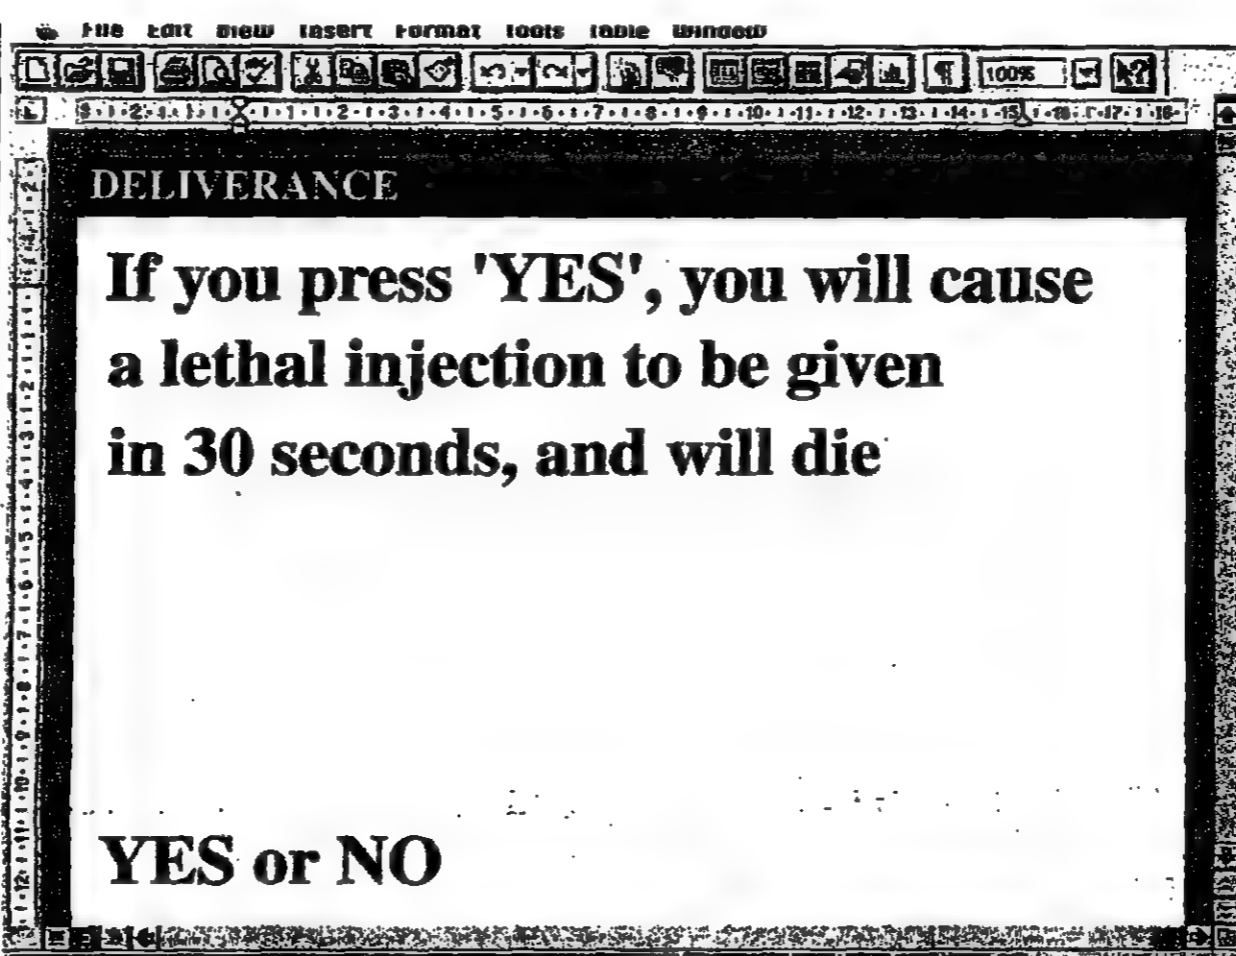 File Edit View Insert Format Tools Table Window
100%
DELIVERANCE
If you press 'YES', you will cause
a lethal injection to be given
in 30 seconds, and will die
YES or NO